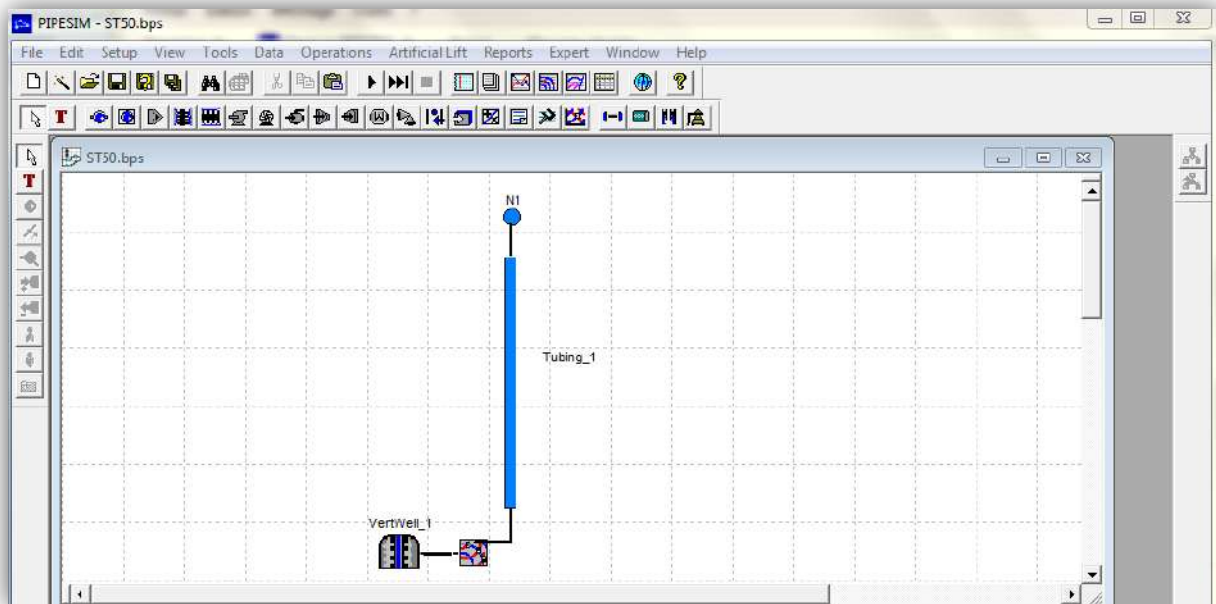 PIPESIM - ST50.bps
File Edit Setup View Tools Data Operations Artificial Lift Reports Expert Window Help
T
T
ST50.bps
N1
Tubing_1
VertWell_1